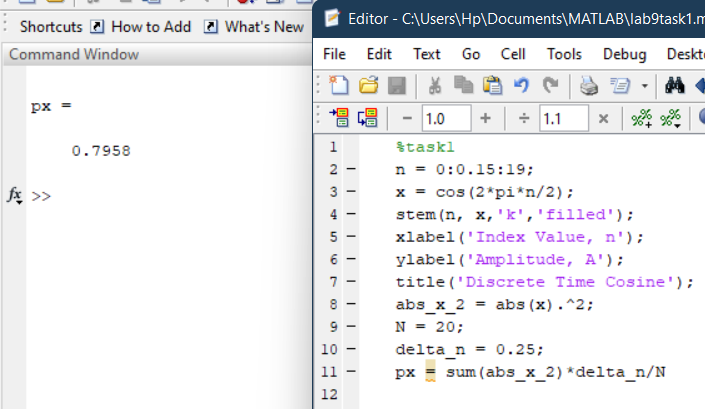 Shortcuts How to Add What's New
Command Window
px =
0.7958
fx >>
Editor - C:\Users\Hp\Documents\MATLAB\lab9task1.m
File Edit Text Go Cell Tools Debug Deskt
- 1.0 + ÷ 1.1 ×
1 %task1
2 - n = 0:0.15:19;
3 - x = cos(2*pi*n/2);
4 - stem(n, x,'k','filled');
5 - xlabel('Index Value, n');
6 - ylabel('Amplitude, A');
7 - title('Discrete Time Cosine');
8 - abs_x_2 = abs(x).^2;
9 - N = 20;
10 - delta_n = 0.25;
11 - px = sum(abs_x_2)*delta_n/N
12